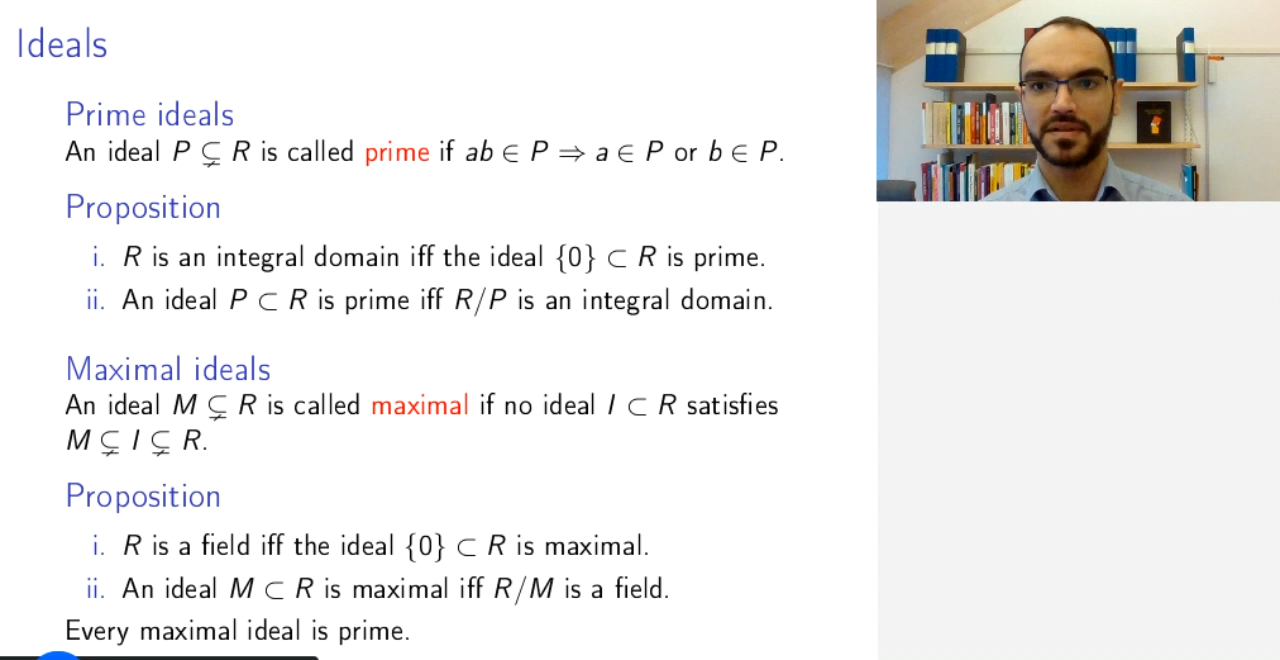 Ideals
Prime ideals
An ideal P ⊊ R is called prime if ab ∈ P ⇒ a ∈ P or b ∈ P.
Proposition
i. R is an integral domain iff the ideal {0} ⊂ R is prime.
ii. An ideal P ⊂ R is prime iff R/P is an integral domain.
Maximal ideals
An ideal M ⊊ R is called maximal if no ideal I ⊂ R satisfies
M ⊊ I ⊊ R.
Proposition
i. R is a field iff the ideal {0} ⊂ R is maximal.
ii. An ideal M ⊂ R is maximal iff R/M is a field.
Every maximal ideal is prime.